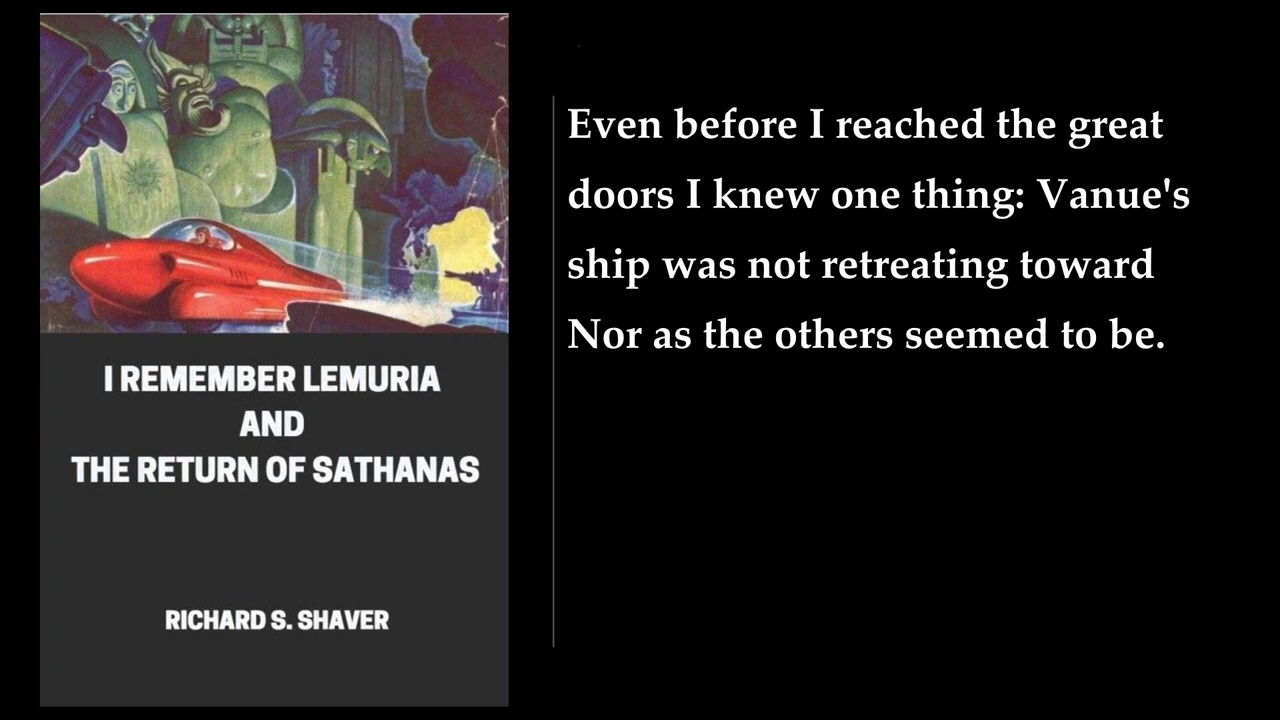 I REMEMBER LEMURIA
AND
THE RETURN OF SATHANAS
RICHARD S. SHAVER
Even before I reached the great
doors I knew one thing: Vanue's
ship was not retreating toward
Nor as the others seemed to be.